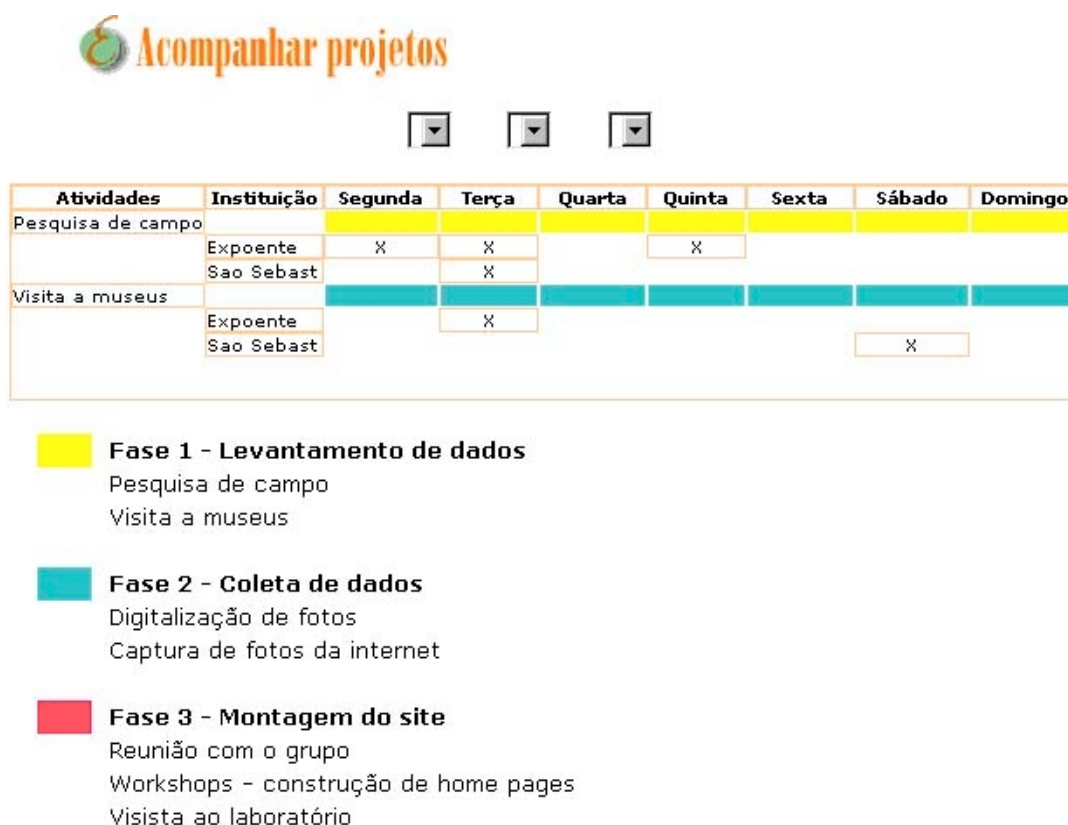 Acompanhar projetos
Atividades Instituição Segunda Terça Quarta Quinta Sexta Sábado Domingo
Pesquisa de campo
Expoente X X X
Sao Sebast X
Visita a museus
Expoente X
Sao Sebast X
Fase 1 - Levantamento de dados
Pesquisa de campo
Visita a museus
Fase 2 - Coleta de dados
Digitalização de fotos
Captura de fotos da internet
Fase 3 - Montagem do site
Reunião com o grupo
Workshops - construção de home pages
Visista ao laboratório